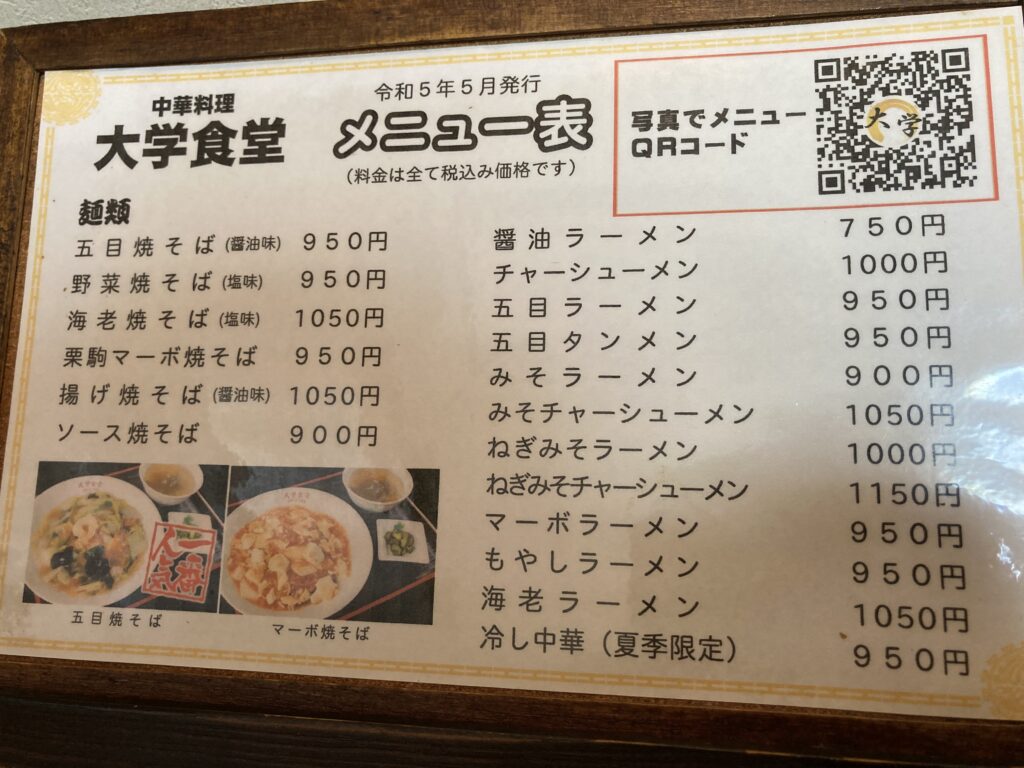 中華料理
大学食堂
令和5年5月発行
メニュー表
(料金は全て税込み価格です)
写真でメニュー
QRコード
大学
麺類
五目焼そば(醤油味) 950円
野菜焼そば(塩味) 950円
海老焼そば(塩味) 1050円
栗駒マーボ焼そば 950円
揚げ焼そば(醤油味) 1050円
ソース焼そば 900円
一番人気
五目焼そば
マーボ焼そば
醤油ラーメン 750円
チャーシューメン 1000円
五目ラーメン 950円
五目タンメン 950円
みそラーメン 900円
みそチャーシューメン 1050円
ねぎみそラーメン 1000円
ねぎみそチャーシューメン 1150円
マーボラーメン 950円
もやしラーメン 950円
海老ラーメン 1050円
冷し中華(夏季限定) 950円